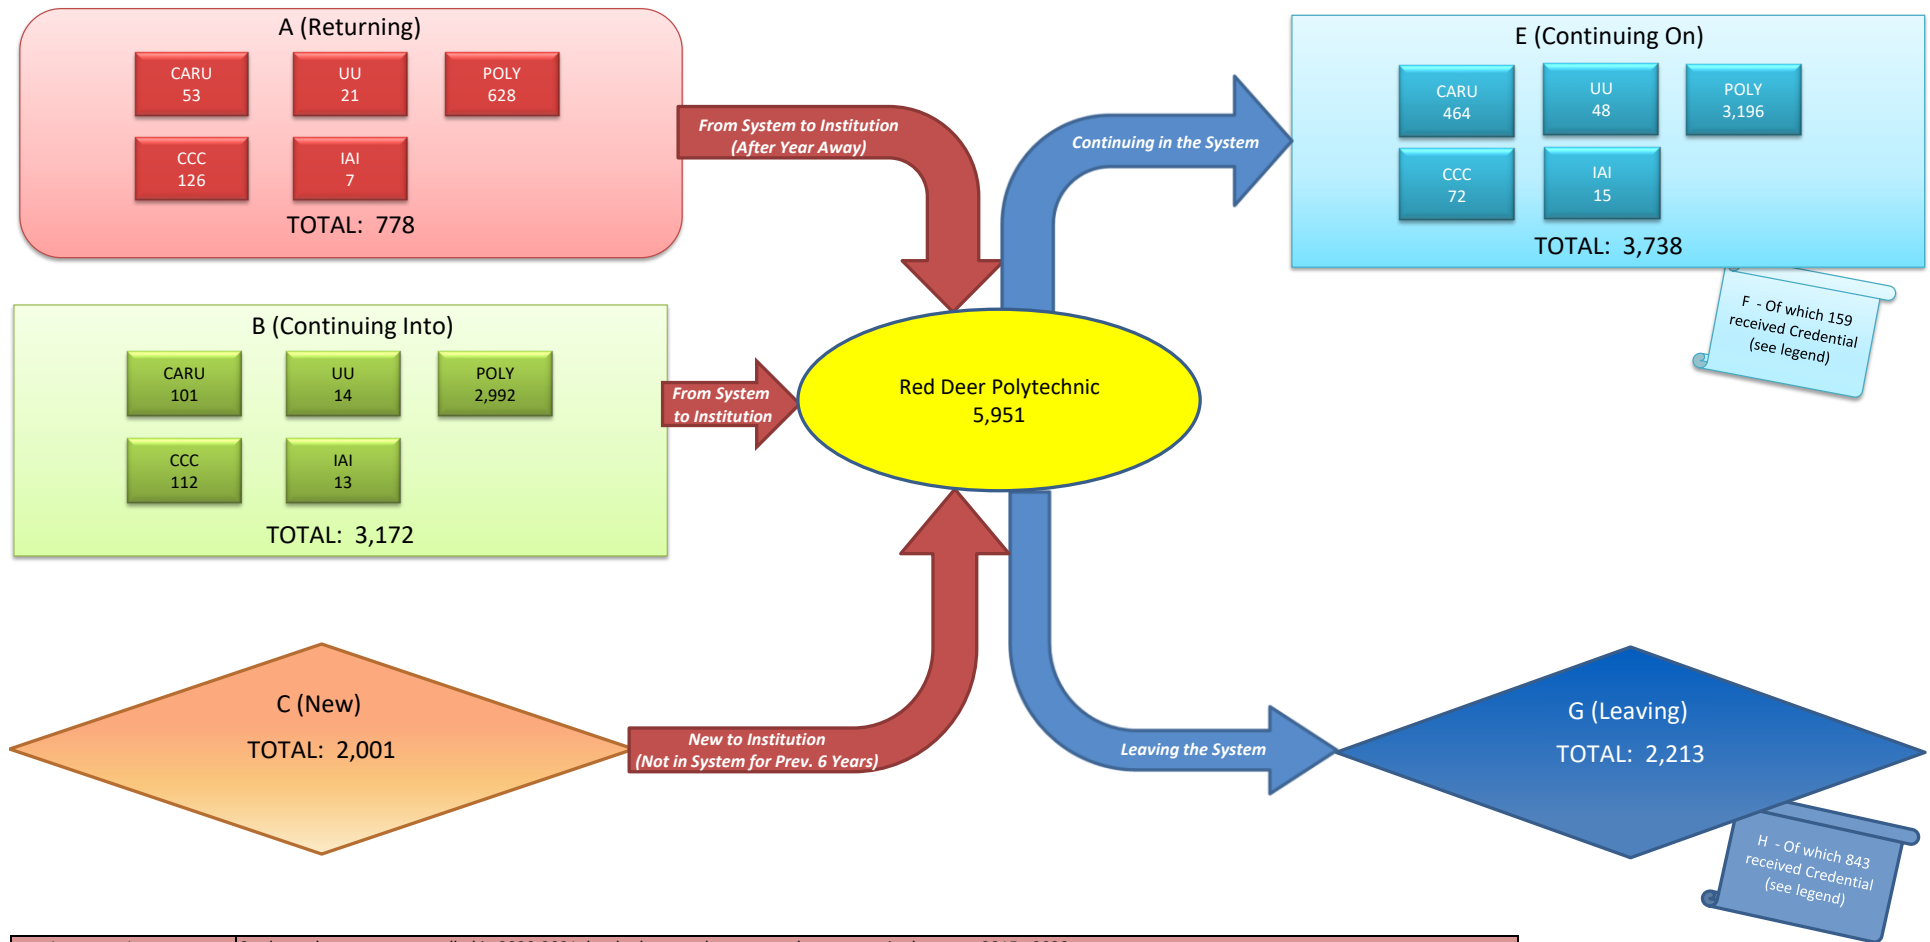 A (Returning)
CARU
53
UU
21
POLY
628
CCC
126
IAI
7
TOTAL: 778
From System to Institution
(After Year Away)
B (Continuing Into)
CARU
101
UU
14
POLY
2,992
CCC
112
IAI
13
TOTAL: 3,172
From System
to Institution
C (New)
TOTAL: 2,001
New to Institution
(Not in System for Prev. 6 Years)
Red Deer Polytechnic
5,951
Continuing in the System
E (Continuing On)
CARU
464
UU
48
POLY
3,196
CCC
72
IAI
15
TOTAL: 3,738
F - Of which 159
received Credential
(see legend)
Leaving the System
G (Leaving)
TOTAL: 2,213
H - Of which 843
received Credential
(see legend)